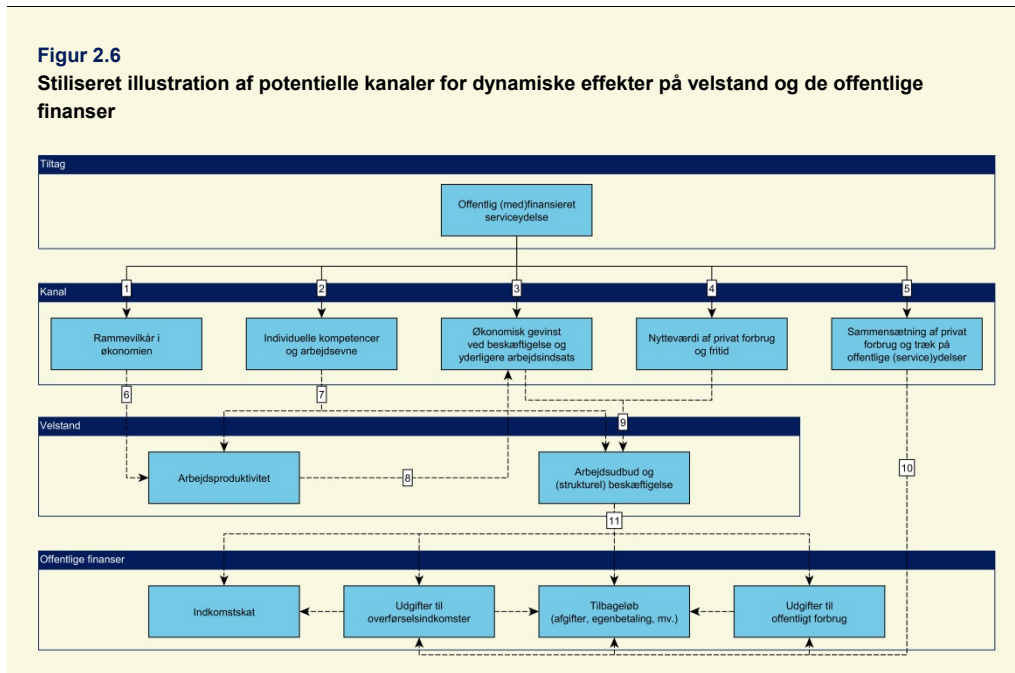 Figur 2.6
Stiliseret illustration af potentielle kanaler for dynamiske effekter på velstand og de offentlige
finanser
Tiltag
Offentlig (med)finansieret
serviceydelse
1
2
3
4
5
Kanal
Rammevilkår i
økonomien
Individuelle kompetencer
og arbejdsevne
Økonomisk gevinst
ved beskæftigelse og
yderligere arbejdsindsats
Nytteværdi af privat forbrug
og fritid
Sammensætning af privat
forbrug og træk på
offentlige (service)ydelser
6
7
9
Velstand
Arbejdsproduktivitet
8
Arbejdsudbud og
(strukturel) beskæftigelse
10
11
Offentlige finanser
Indkomstskat
Udgifter til
overførselsindkomster
Tilbageløb
(afgifter, egenbetaling, mv.)
Udgifter til
offentligt forbrug